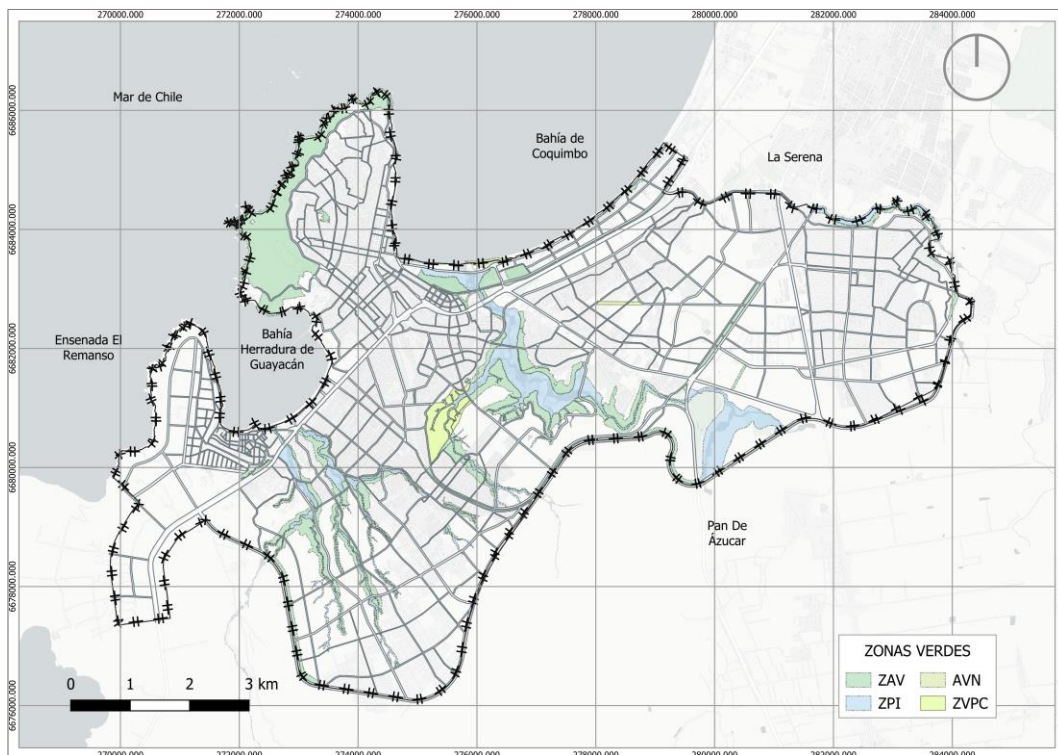 270000.000 272000.000 274000.000 276000.000 278000.000 280000.000 282000.000 284000.000
6686000.000
6684000.000
6682000.000
6680000.000
6678000.000
6676000.000
Mar de Chile
Bahía de
Coquimbo
La Serena
Ensenada El
Remanso
Bahía
Herradura de
Guayacán
Pan De
Ázucar
ZONAS VERDES
ZAV AVN
ZPI ZVPC
0 1 2 3 km
270000.000 272000.000 274000.000 276000.000 278000.000 280000.000 282000.000 284000.000